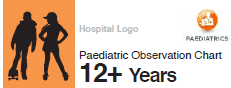 Hospital Logo
PAEDIATRICS
Paediatric Observation Chart
12+ Years